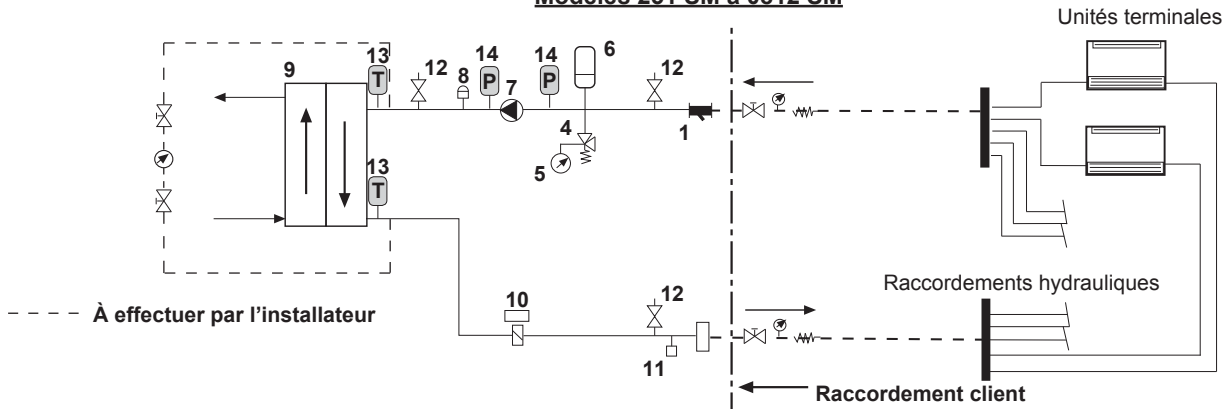 Modèles 251 SM à 0812 SM
Unités terminales
13
14
14
6
12
12
9
T
8
P
7
P
4
1
5
13
T
Raccordements hydrauliques
10
12
- - - - - À effectuer par l'installateur
11
Raccordement client